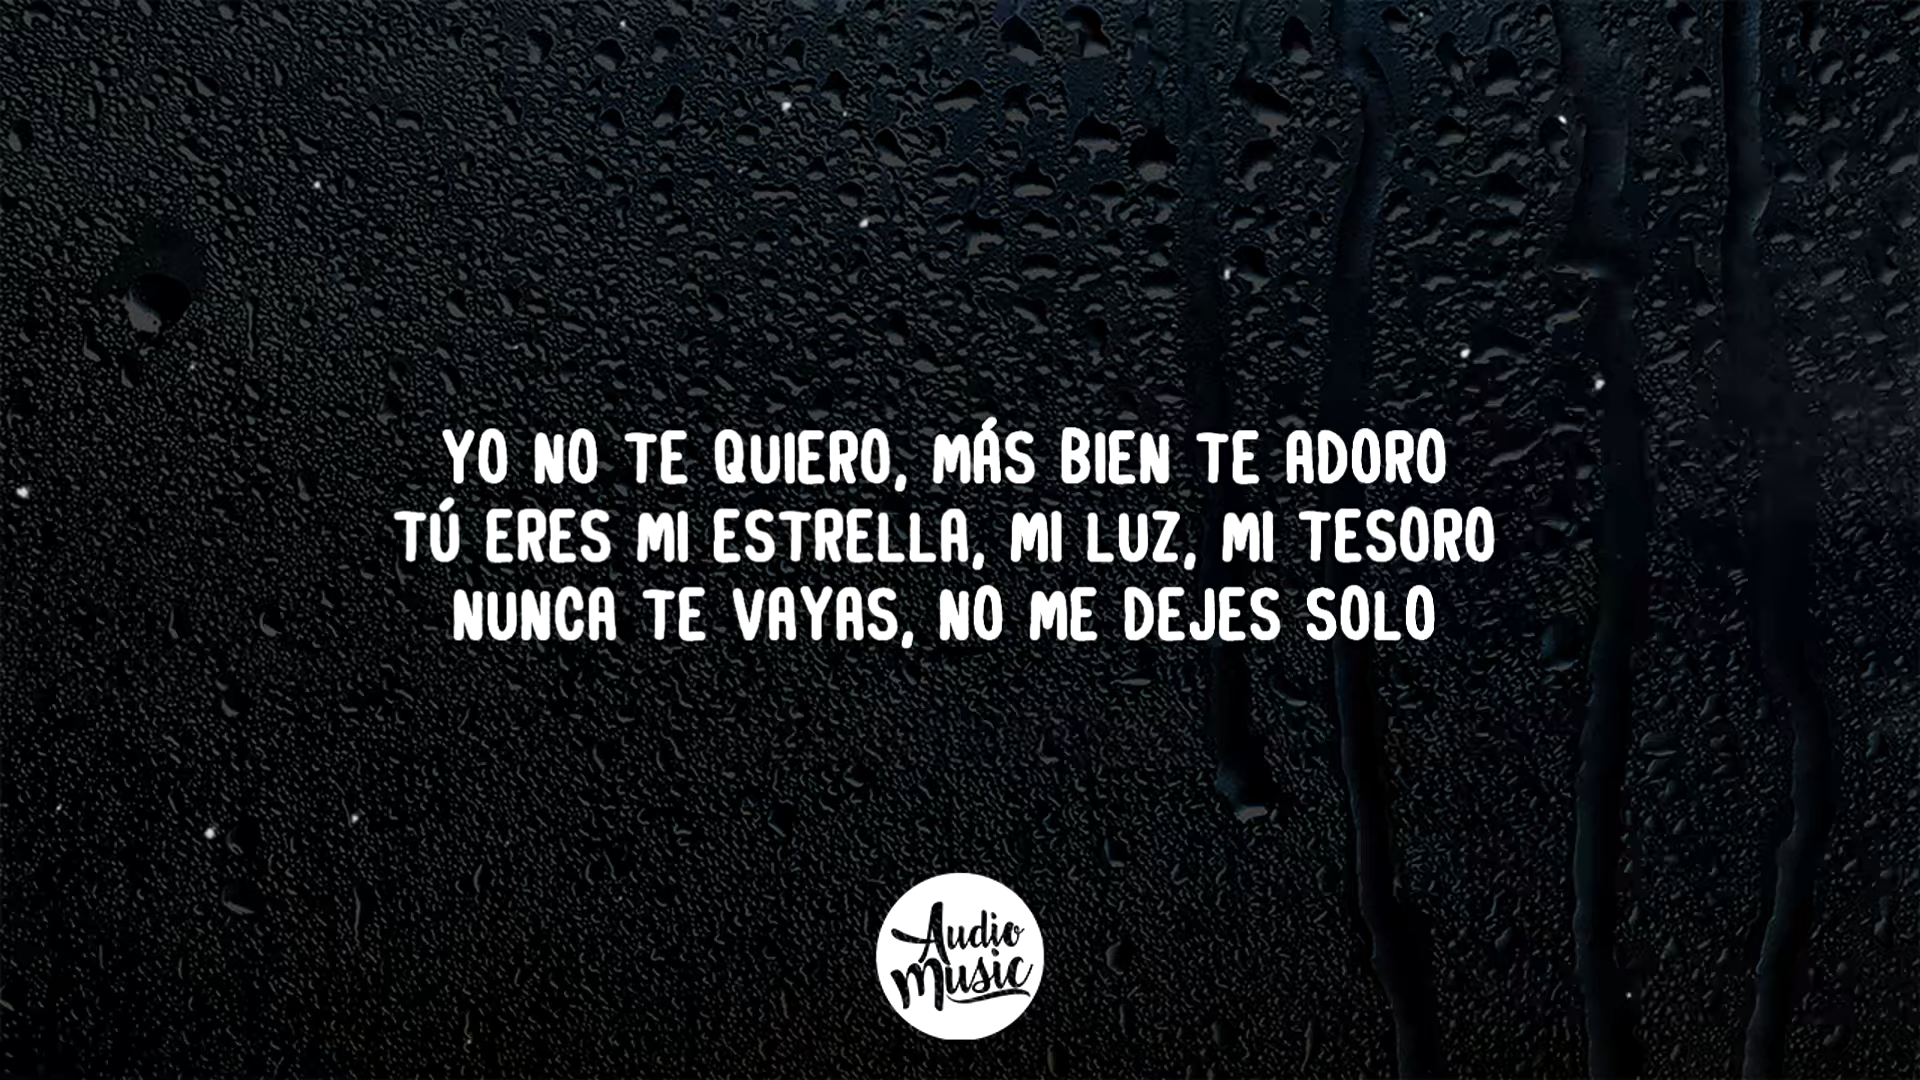 YO NO TE QUIERO, MÁS BIEN TE ADORO
TÚ ERES MI ESTRELLA, MI LUZ, MI TESORO
NUNCA TE VAYAS, NO ME DEJES SOLO
Audio
Music